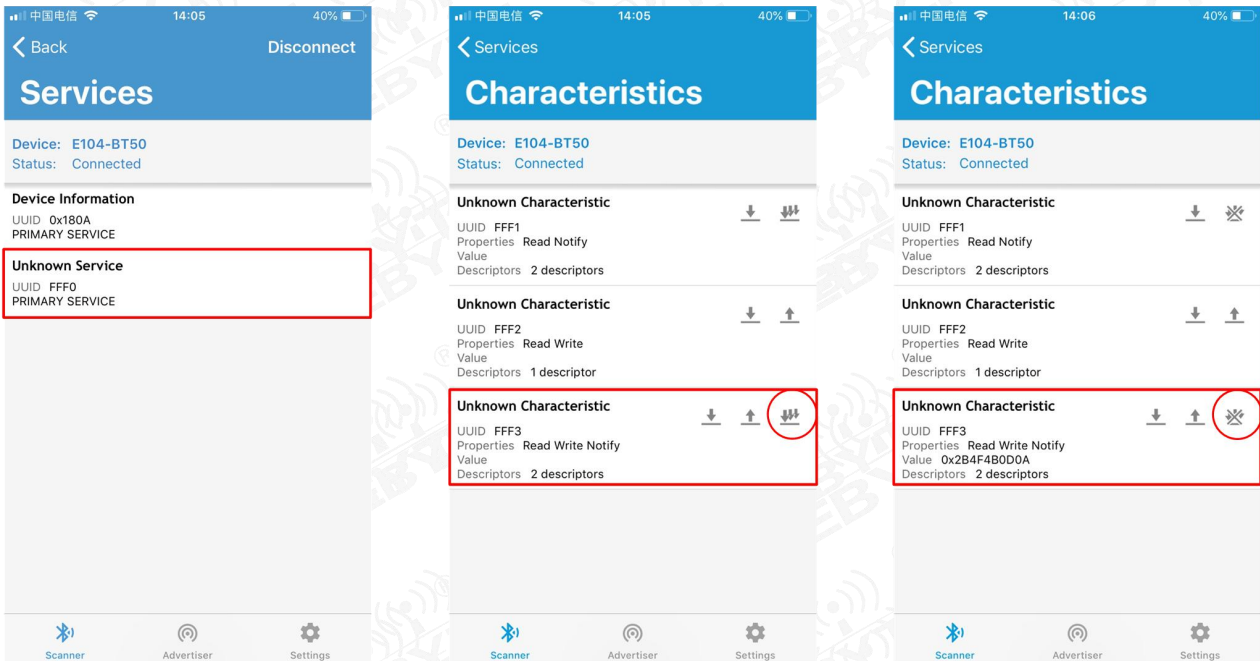 中国电信 14:05 40%
Back Disconnect
Services
Device: E104-BT50
Status: Connected
Device Information
UUID 0x180A
PRIMARY SERVICE
Unknown Service
UUID FFF0
PRIMARY SERVICE
Scanner Advertiser Settings
中国电信 14:05 40%
Services
Characteristics
Device: E104-BT50
Status: Connected
Unknown Characteristic
UUID FFF1
Properties Read Notify
Value
Descriptors 2 descriptors
Unknown Characteristic
UUID FFF2
Properties Read Write
Value
Descriptors 1 descriptor
Unknown Characteristic
UUID FFF3
Properties Read Write Notify
Value
Descriptors 2 descriptors
Scanner Advertiser Settings
中国电信 14:06 40%
Services
Characteristics
Device: E104-BT50
Status: Connected
Unknown Characteristic
UUID FFF1
Properties Read Notify
Value
Descriptors 2 descriptors
Unknown Characteristic
UUID FFF2
Properties Read Write
Value
Descriptors 1 descriptor
Unknown Characteristic
UUID FFF3
Properties Read Write Notify
Value 0x2B4F4B0D0A
Descriptors 2 descriptors
Scanner Advertiser Settings